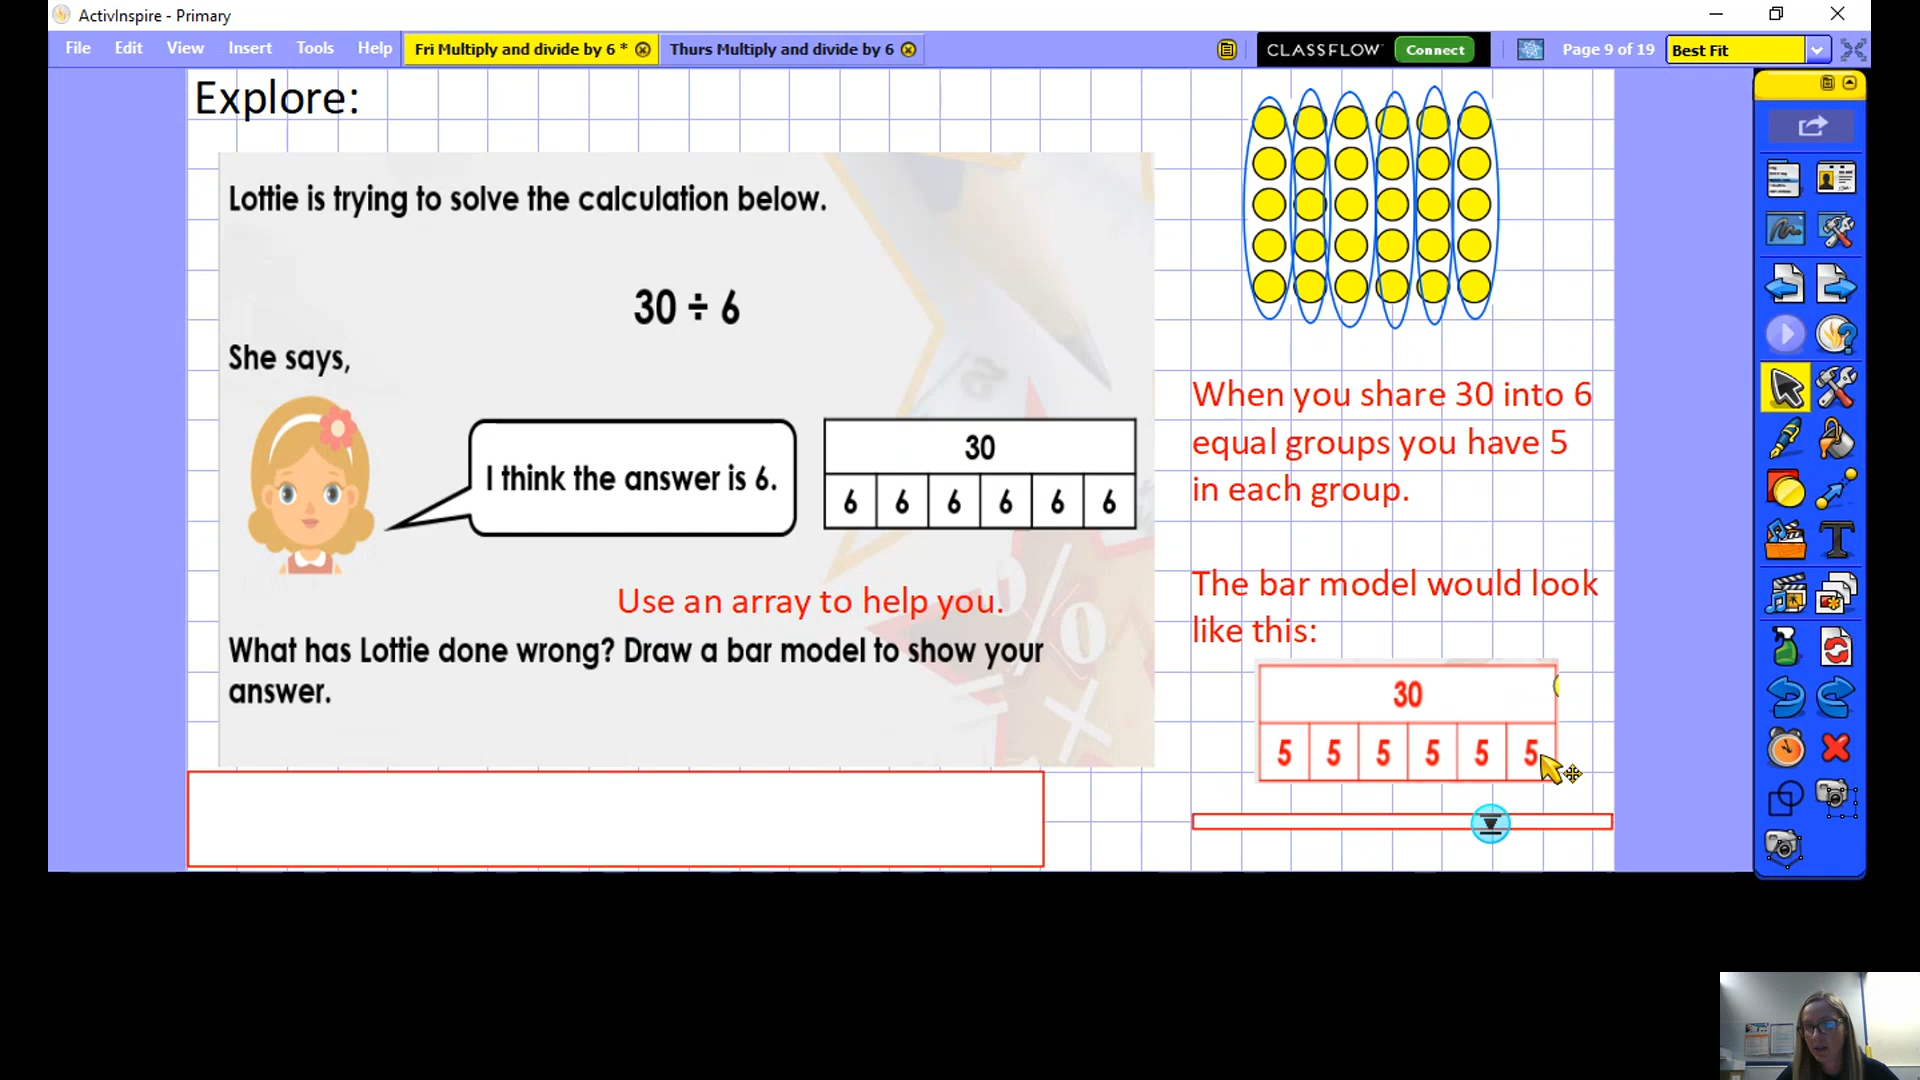 ActivInspire - Primary
File Edit View Insert Tools Help Fri Multiply and divide by 6 * Thurs Multiply and divide by 6 CLASSFLOW Connect Page 9 of 19 Best Fit
Explore:
Lottie is trying to solve the calculation below.
30 ÷ 6
She says,
I think the answer is 6.
30
6 6 6 6 6 6
Use an array to help you.
What has Lottie done wrong? Draw a bar model to show your
answer.
When you share 30 into 6
equal groups you have 5
in each group.
The bar model would look
like this:
30
5 5 5 5 5 5